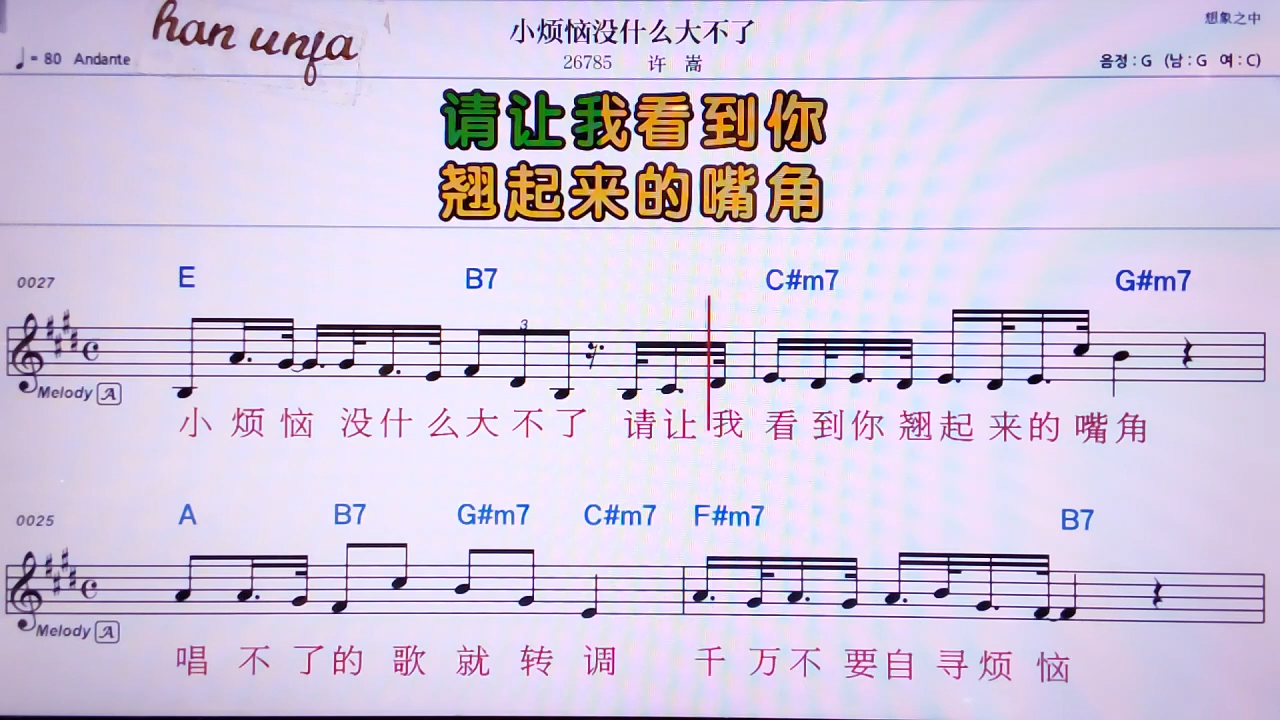 han unja
小烦恼没什么大不了
想象之中
♩= 80 Andante
26785 许 嵩
음정 : G (남 : G 여 : C)
请让我看到你
翘起来的嘴角
0027
E B7 C#m7 G#m7
3
Melody A
小 烦 恼 没什 么大 不了 请让我 看 到你 翘起 来的 嘴角
0025
A B7 G#m7 C#m7 F#m7 B7
Melody A
唱 不 了的 歌 就 转 调 千 万不 要自 寻烦 恼